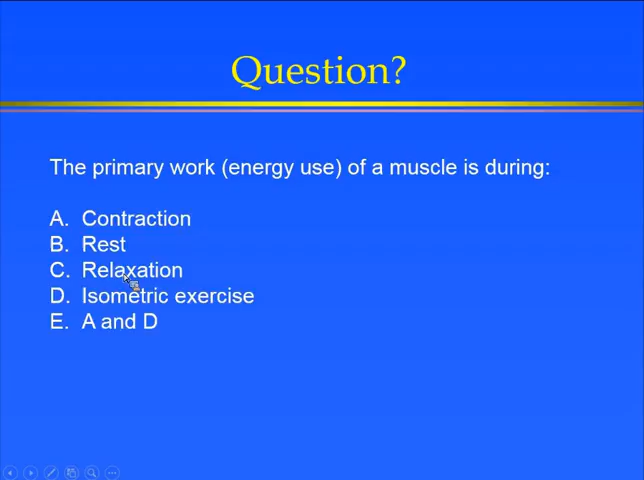 Question?
The primary work (energy use) of a muscle is during:
A. Contraction
B. Rest
C. Relaxation
D. Isometric exercise
E. A and D